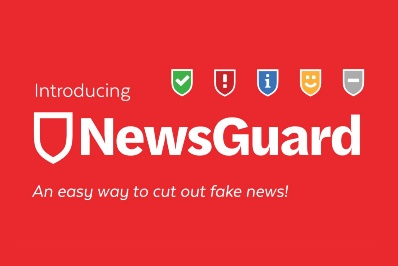 Introducing
NewsGuard
An easy way to cut out fake news!